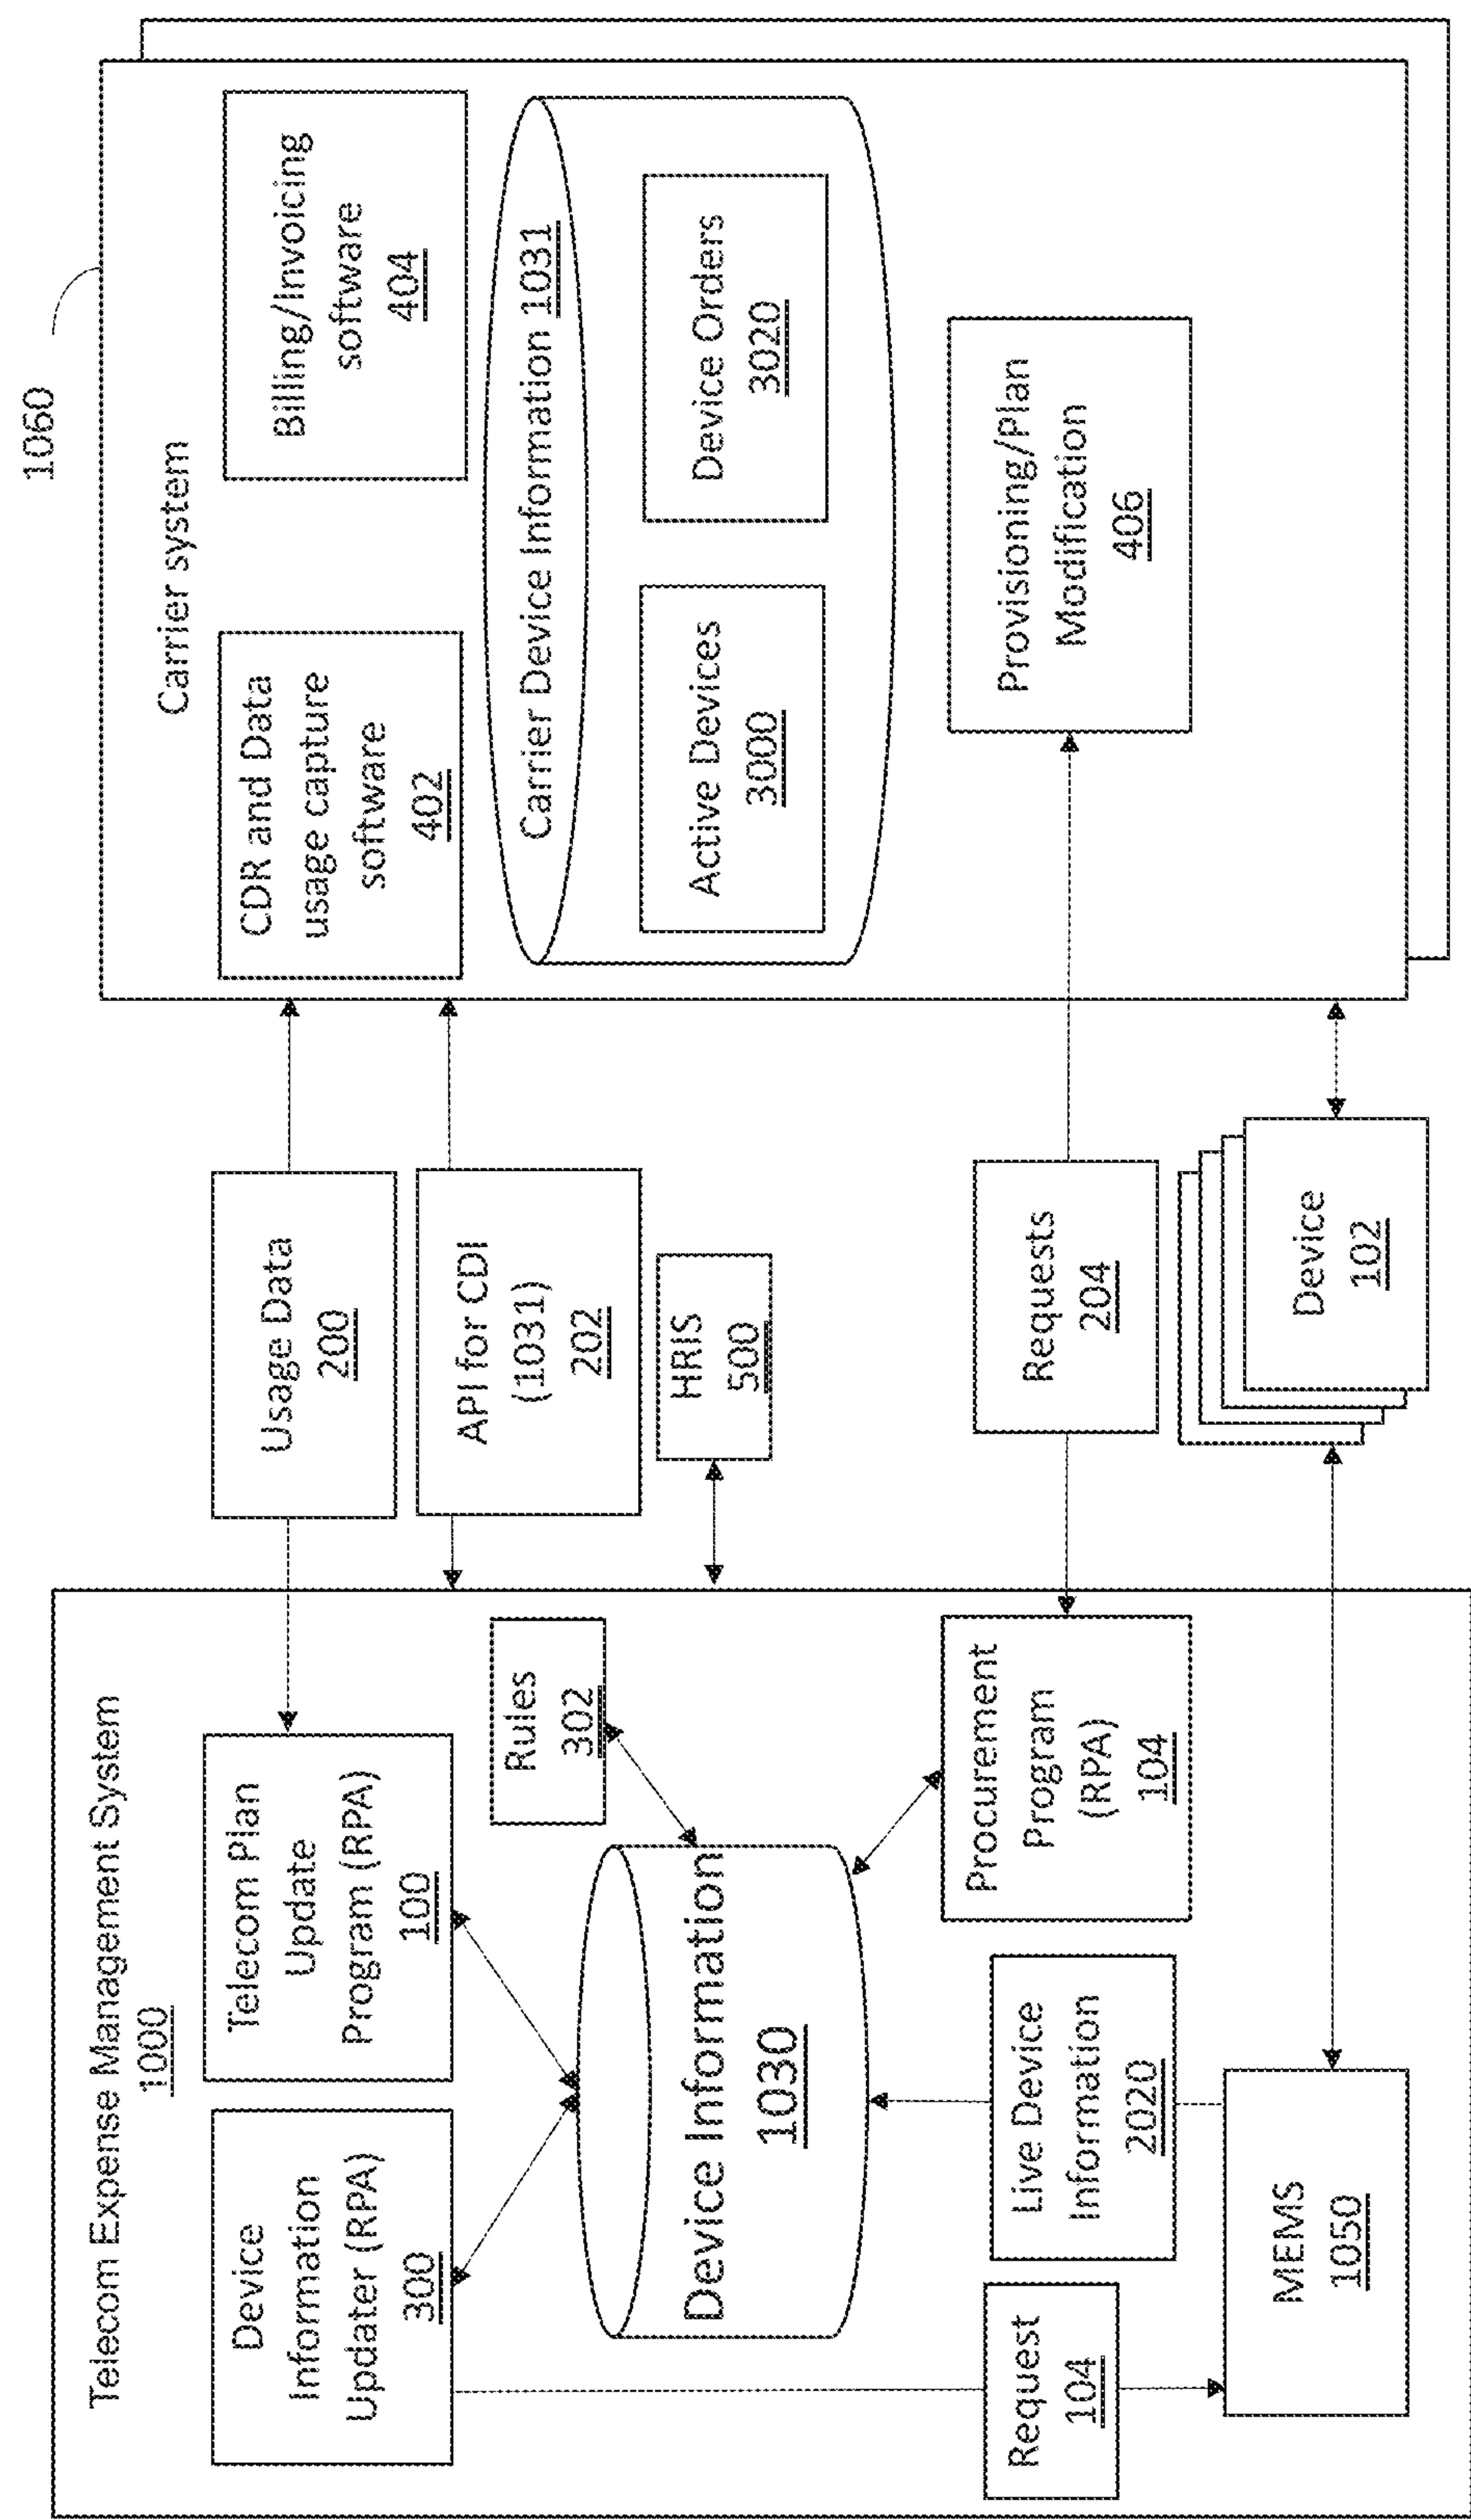 Telecom Expense Management System
1000
Device
Information
Updater (RPA)
300
Telecom Plan
Update
Program (RPA)
100
Rules
302
Device Information
1030
Request
104
Live Device
Information
2020
Procurement
Program
(RPA)
104
MEMS
1050
Usage Data
200
API for CDI
(1031)
202
HRIS
500
Requests
204
Device
102
1060
Carrier system
CDR and Data
usage capture
software
402
Billing/Invoicing
software
404
Carrier Device Information 1031
Active Devices
3000
Device Orders
3020
Provisioning/Plan
Modification
406